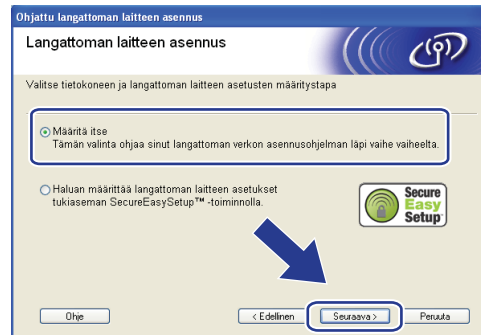 Ohjattu langattoman laitteen asennus
Langattoman laitteen asennus
Valitse tietokoneen ja langattoman laitteen asetusten määritystapa
Määritä itse
Tämän valinta ohjaa sinut langattoman verkon asennusohjelman läpi vaihe vaiheelta.
Haluan määrittää langattoman laitteen asetukset
tukiaseman SecureEasySetup™ -toiminnolla.
Secure
Easy
Setup
Ohje
< Edellinen
Seuraava >
Peruuta